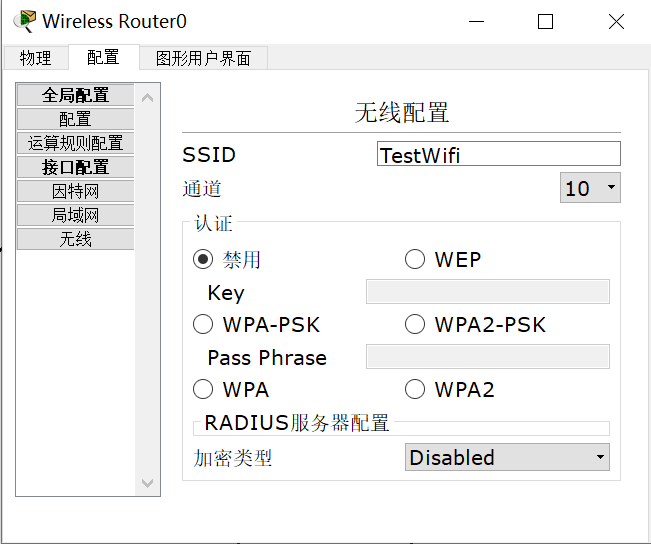 Wireless Router0
物理 配置 图形用户界面
全局配置
配置
运算规则配置
接口配置
因特网
局域网
无线
无线配置
SSID TestWifi
通道 10
认证
禁用 WEP
Key
WPA-PSK WPA2-PSK
Pass Phrase
WPA WPA2
RADIUS服务器配置
加密类型 Disabled